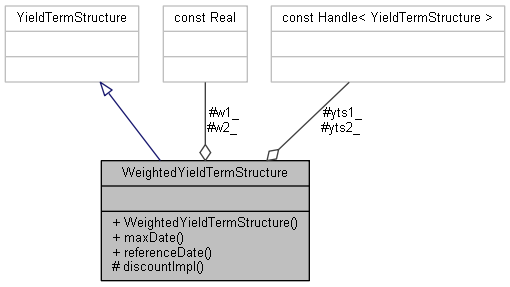 YieldTermStructure
const Real
const Handle< YieldTermStructure >
#w1_
#w2_
#yts1_
#yts2_
WeightedYieldTermStructure
+ WeightedYieldTermStructure()
+ maxDate()
+ referenceDate()
# discountImpl()